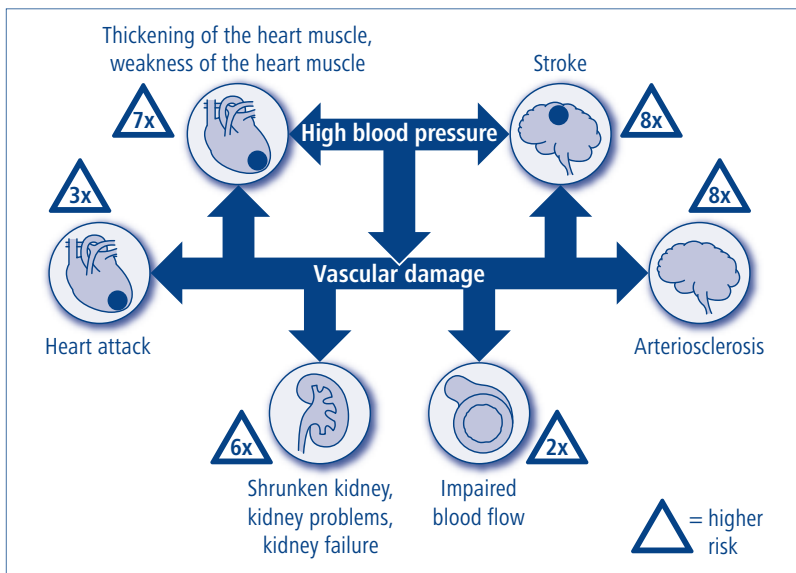 Thickening of the heart muscle,
weakness of the heart muscle
Stroke
7x
High blood pressure
8x
3x
8x
Vascular damage
Heart attack
Arteriosclerosis
6x
2x
Shrunken kidney,
kidney problems,
kidney failure
Impaired
blood flow
= higher
risk